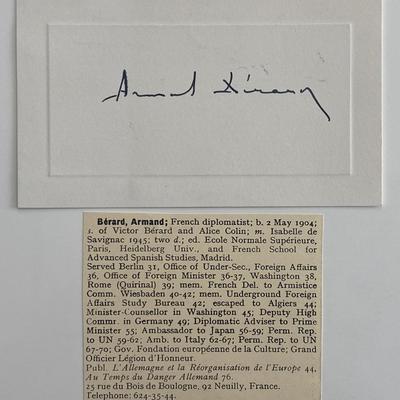 Armand Bérard
Bérard, Armand; French diplomatist; b. 2 May 1904;
s. of Victor Bérard and Alice Colin; m. Isabelle de
Savignac 1945; two d.; ed. Ecole Normale Supérieure,
Paris, Heidelberg Univ., and French School for
Advanced Spanish Studies, Madrid.
Served Berlin 31, Office of Under-Sec., Foreign Affairs
36, Office of Foreign Minister 36-37, Washington 38,
Rome (Quirinal) 39; mem. French Del. to Armistice
Comm. Wiesbaden 40-42; mem. Underground Foreign
Affairs Study Bureau 42; escaped to Algiers 44;
Minister-Counsellor in Washington 45; Deputy High
Commr. in Germany 49; Diplomatic Adviser to Prime
Minister 55; Ambassador to Japan 56-59; Perm. Rep.
to UN 59-62; Amb. to Italy 62-67; Perm. Rep. to UN
67-70; Gov. Fondation européenne de la Culture; Grand
Officier Légion d'Honneur.
Publ. L'Allemagne et la Réorganisation de l'Europe 44,
Au Temps du Danger Allemand 76.
25 rue du Bois de Boulogne, 92 Neuilly, France.
Telephone: 624-35-44.